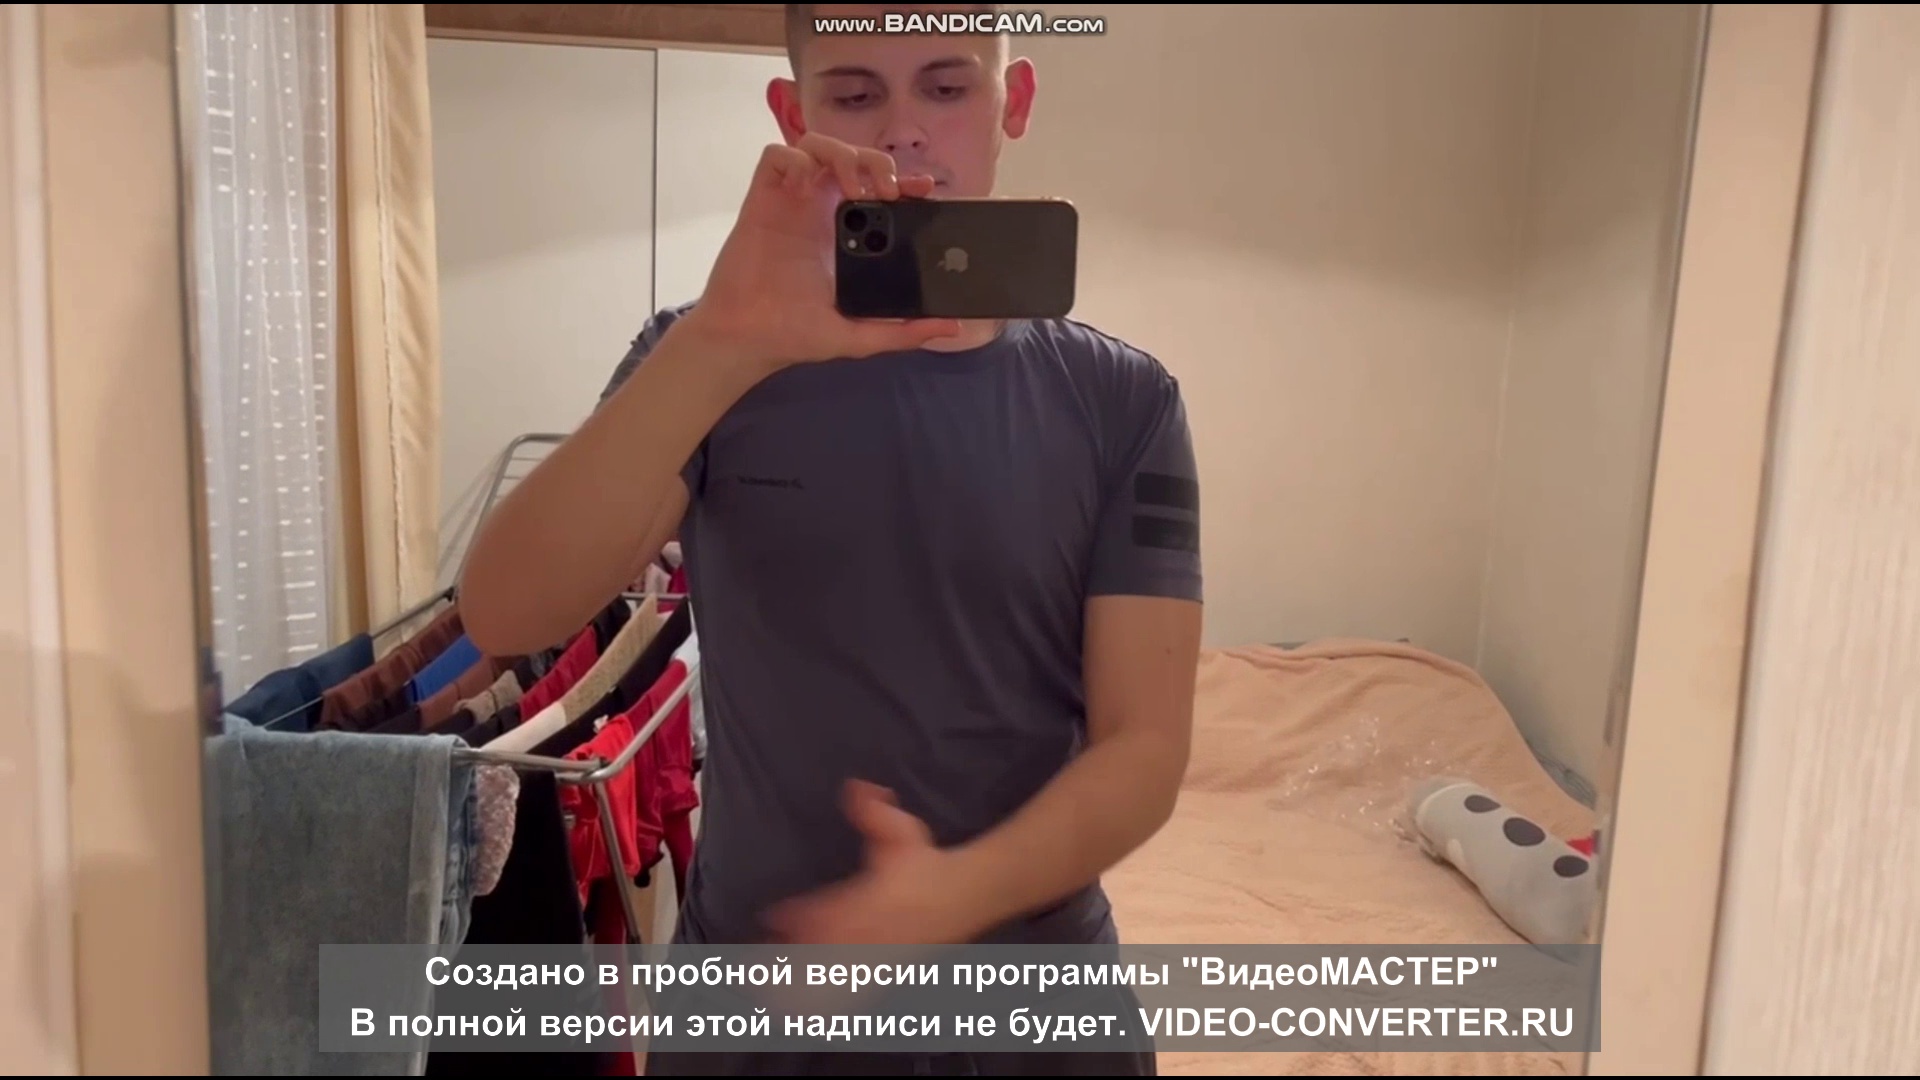 www.BANDICAM.com
Создано в пробной версии программы "ВидеоМАСТЕР"
В полной версии этой надписи не будет. VIDEO-CONVERTER.RU